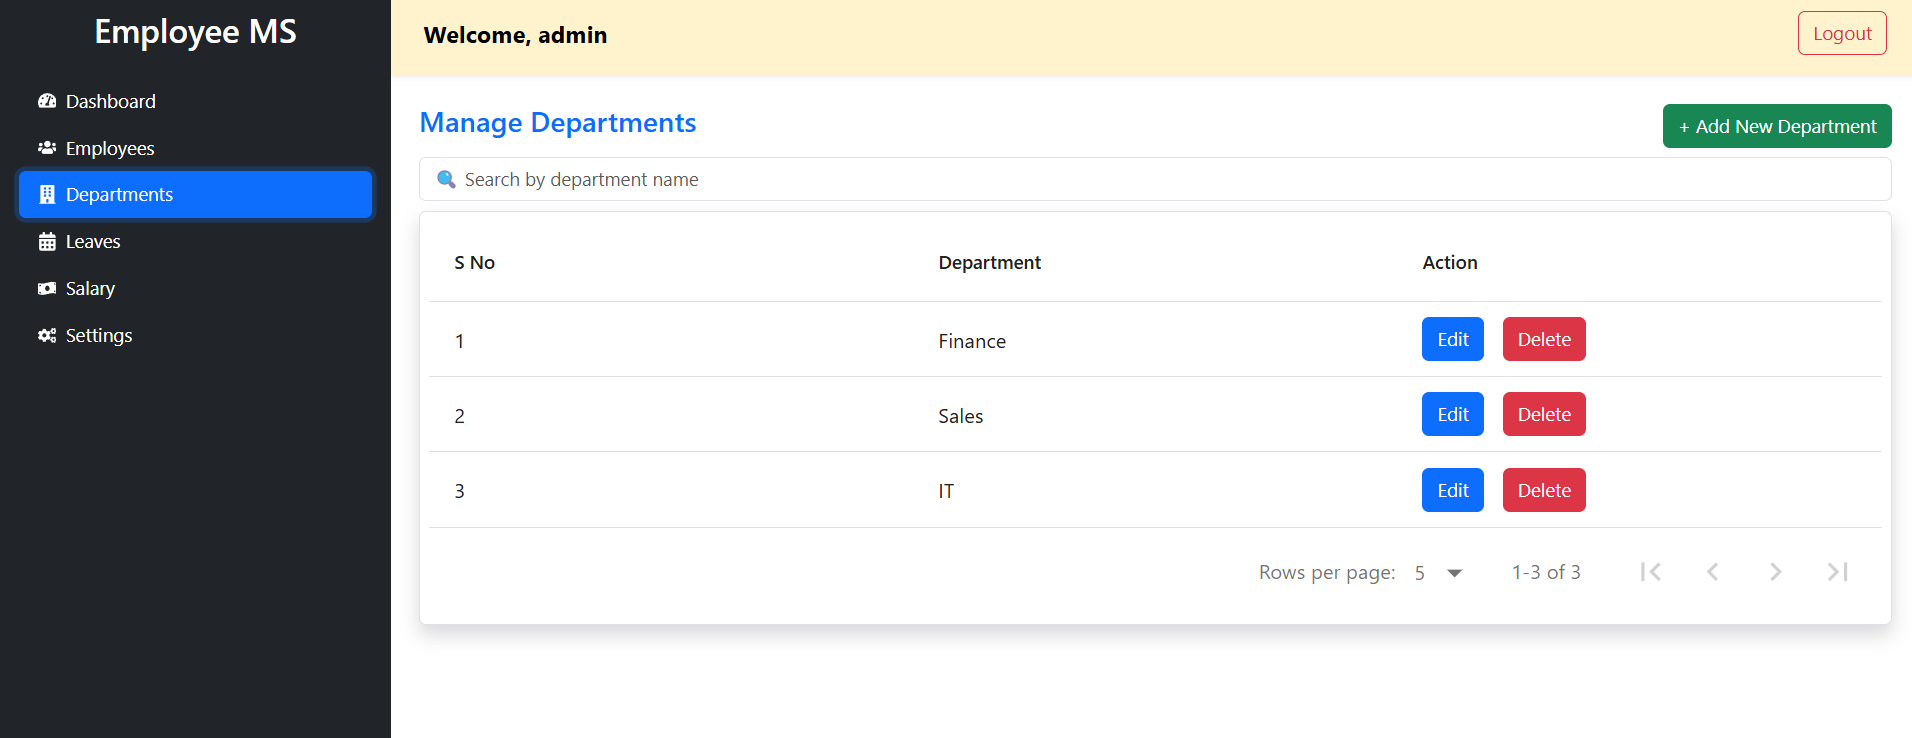 Employee MS
Dashboard
Employees
Departments
Leaves
Salary
Settings
Welcome, admin
Logout
Manage Departments
+ Add New Department
Search by department name
S No Department Action
1 Finance Edit Delete
2 Sales Edit Delete
3 IT Edit Delete
Rows per page: 5 1-3 of 3